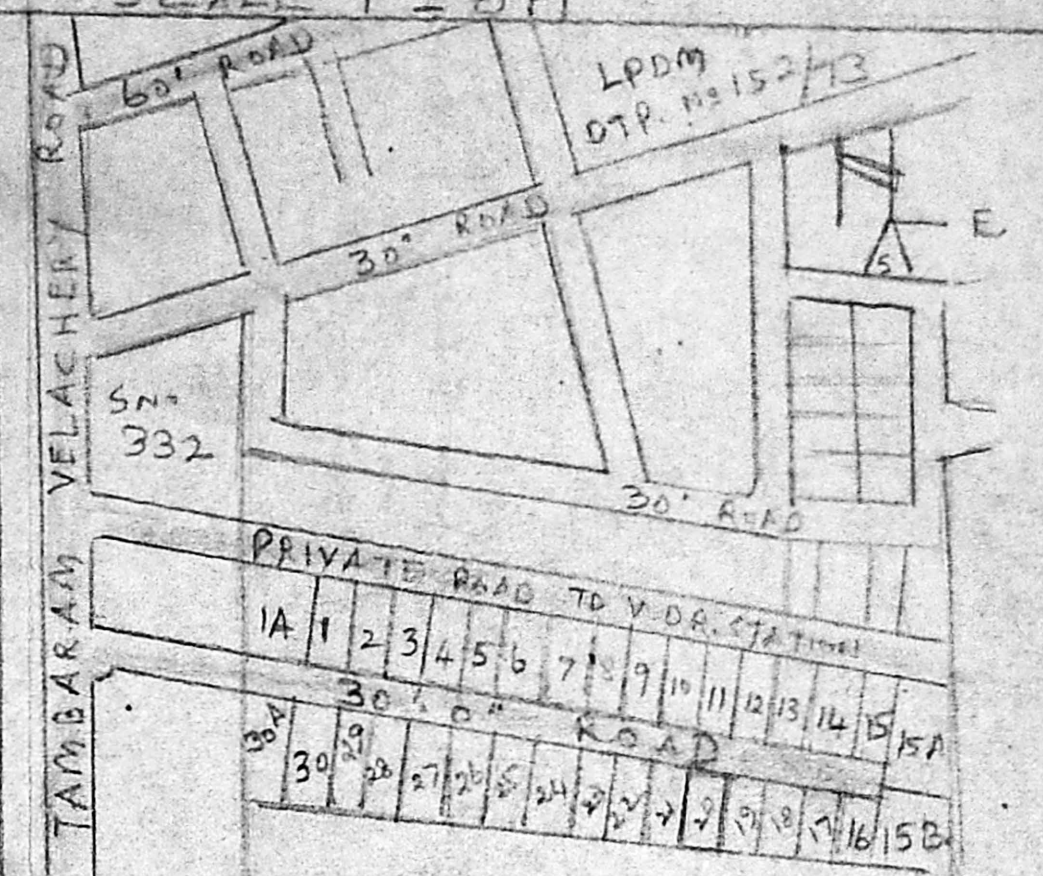 60' ROAD
LPDM
DTP. No 152/73
30' ROAD
E
S
TAMBARAM VELACHERY ROAD
SNo
332
30' ROAD
PRIVATE ROAD TO V.O.R. STATION
1A 1 2 3 4 5 6 7 8 9 10 11 12 13 14 15 15A
30'.0" ROAD
30A 30 29 28 27 26 25 24 23 22 21 20 19 18 17 16 15B